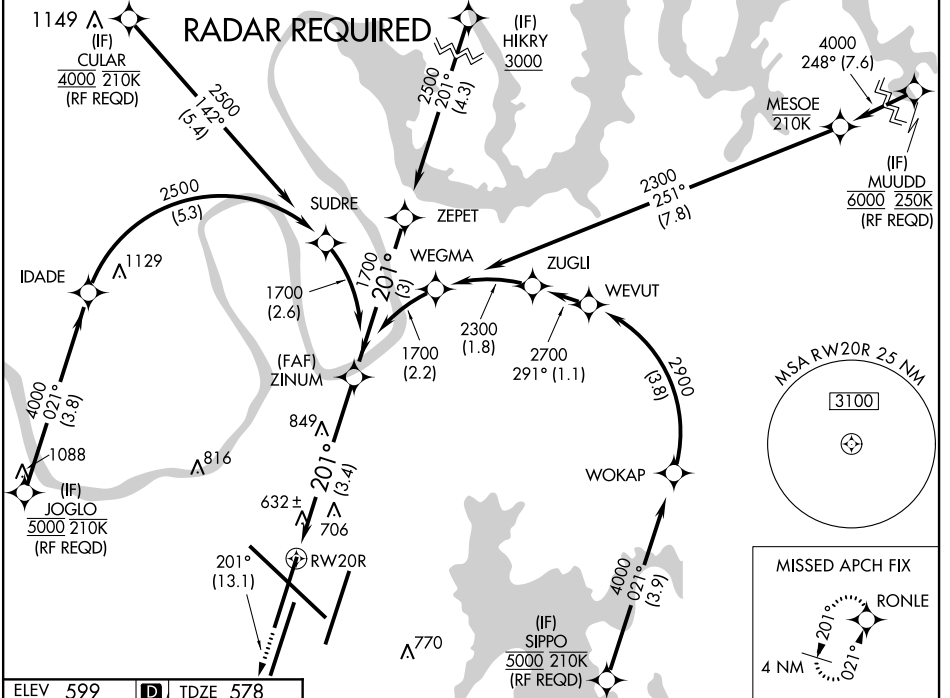 1149
(IF)
CULAR
4000 210K
(RF REQD)
RADAR REQUIRED
(IF)
HIKRY
3000
2500
142°
(5.4)
2500
201°
(4.3)
4000
248° (7.6)
MESOE
210K
(IF)
MUUDD
6000 250K
(RF REQD)
2500
(5.3)
SUDRE
ZEPET
2300
251°
(7.8)
IDADE
1129
WEGMA
ZUGLI
WEVUT
1700
(2.6)
1700
201°
(3)
1700
(2.2)
2300
(1.8)
2700
291° (1.1)
2900
(3.8)
MSA RW20R 25 NM
3100
(FAF)
ZINUM
4000
021°
(3.8)
849
1088
816
201°
(3.4)
WOKAP
(IF)
JOGLO
5000 210K
(RF REQD)
632 ±
706
201°
(13.1)
RW20R
4000
021°
(3.9)
MISSED APCH FIX
RONLE
201°
021°
4 NM
770
(IF)
SIPPO
5000 210K
(RF REQD)
ELEV 599 D TDZE 578